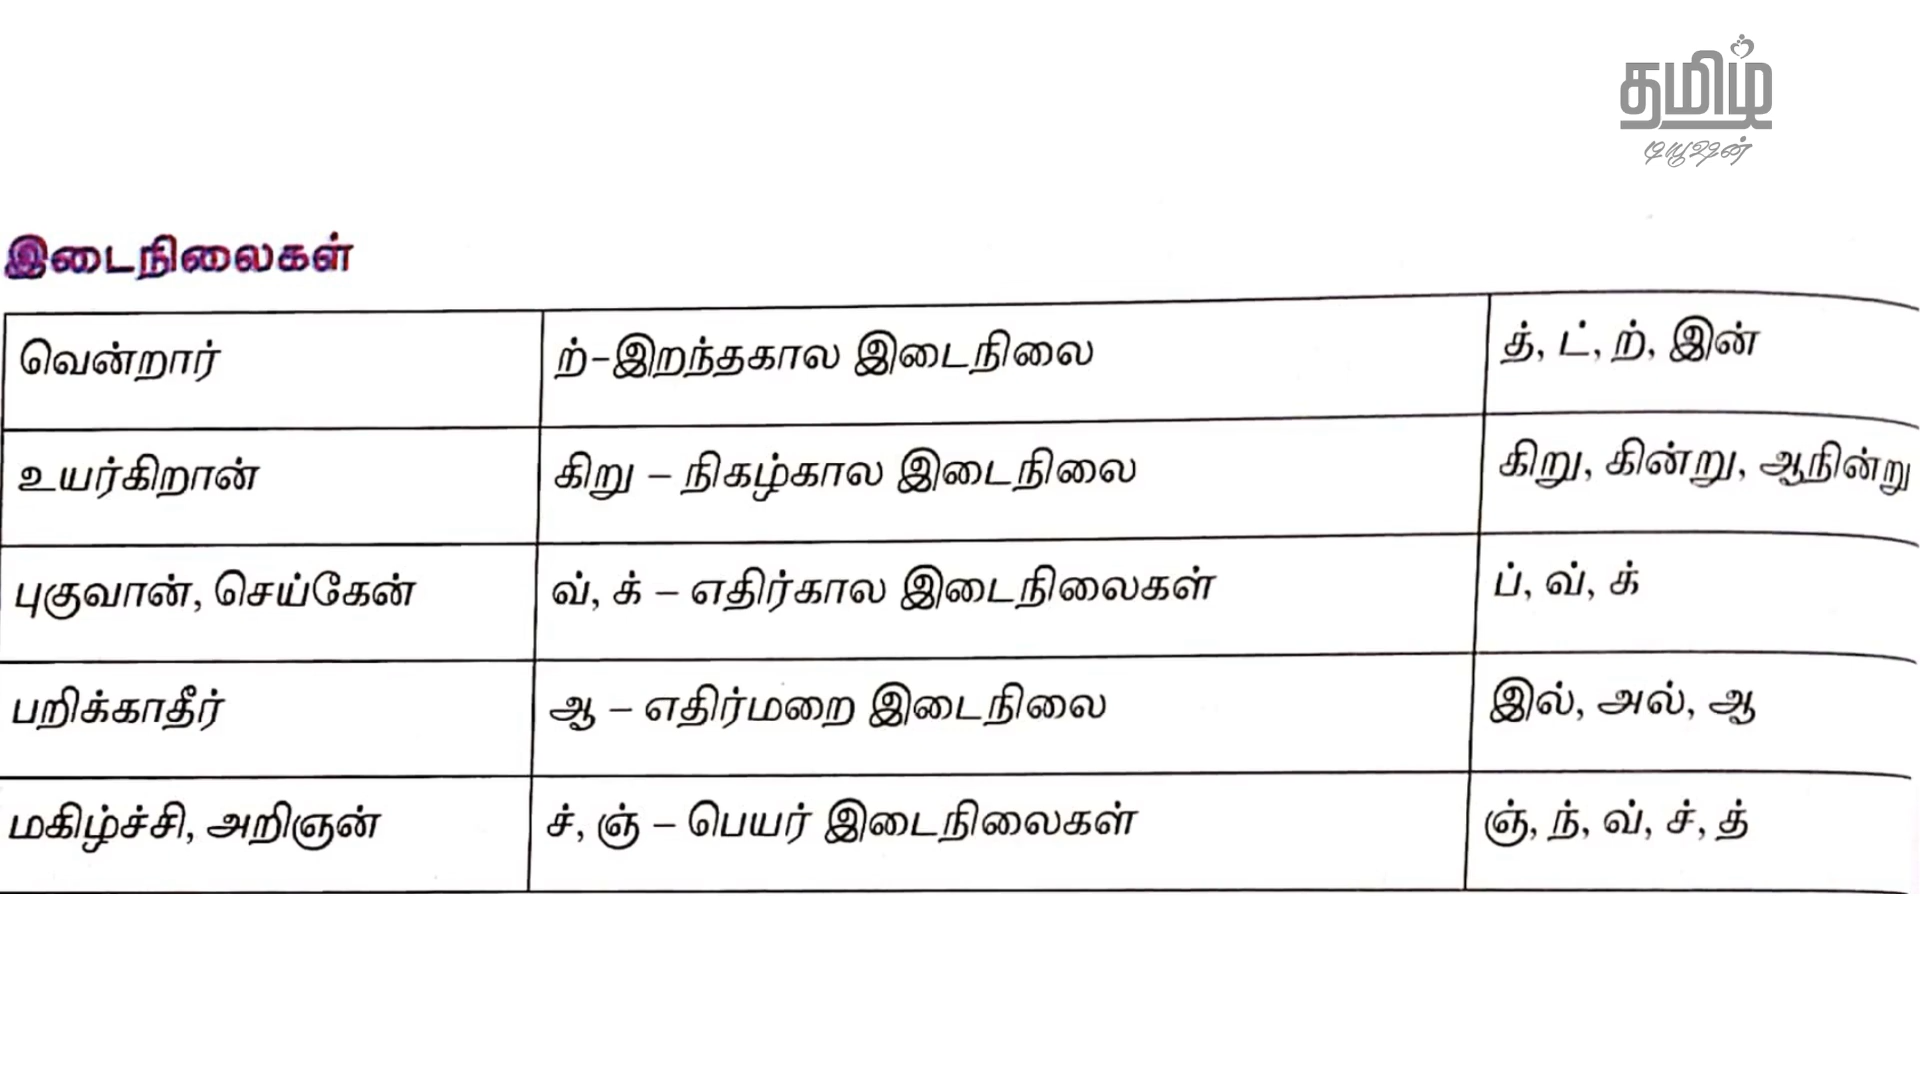 தமிழ்
டியூஷன்
இடைநிலைகள்
வென்றார் ற்-இறந்தகால இடைநிலை த், ட், ற், இன்
உயர்கிறான் கிறு – நிகழ்கால இடைநிலை கிறு, கின்று, ஆநின்று
புகுவான், செய்கேன் வ், க் – எதிர்கால இடைநிலைகள் ப், வ், க்
பறிக்காதீர் ஆ – எதிர்மறை இடைநிலை இல், அல், ஆ
மகிழ்ச்சி, அறிஞன் ச், ஞ் – பெயர் இடைநிலைகள் ஞ், ந், வ், ச், த்